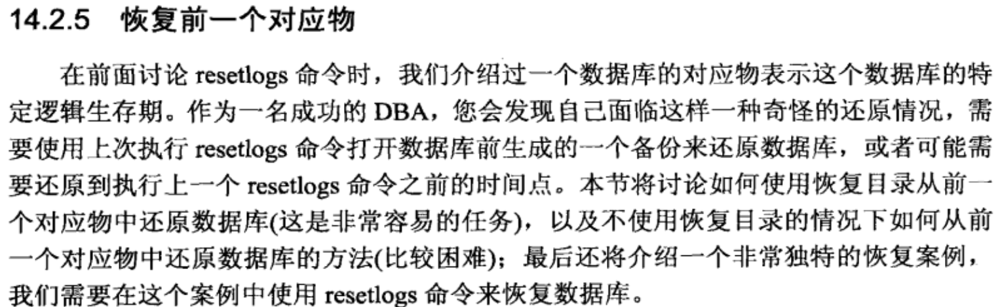 14.2.5 恢复前一个对应物
在前面讨论 resetlogs 命令时，我们介绍过一个数据库的对应物表示这个数据库的特
定逻辑生存期。作为一名成功的 DBA，您会发现自己面临这样一种奇怪的还原情况，需
要使用上次执行 resetlogs 命令打开数据库前生成的一个备份来还原数据库，或者可能需
要还原到执行上一个 resetlogs 命令之前的时间点。本节将讨论如何使用恢复目录从前一
个对应物中还原数据库(这是非常容易的任务)，以及不使用恢复目录的情况下如何从前
一个对应物中还原数据库的方法(比较困难)；最后还将介绍一个非常独特的恢复案例，
我们需要在这个案例中使用 resetlogs 命令来恢复数据库。